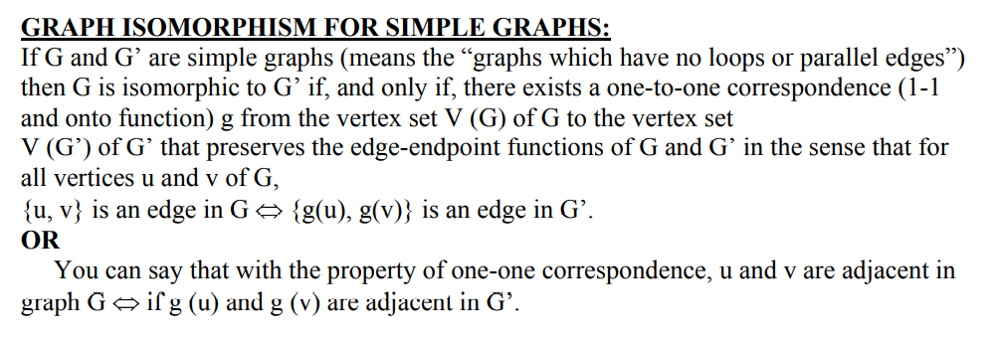 GRAPH ISOMORPHISM FOR SIMPLE GRAPHS:
If G and G’ are simple graphs (means the “graphs which have no loops or parallel edges”)
then G is isomorphic to G’ if, and only if, there exists a one-to-one correspondence (1-1
and onto function) g from the vertex set V (G) of G to the vertex set
V (G’) of G’ that preserves the edge-endpoint functions of G and G’ in the sense that for
all vertices u and v of G,
{u, v} is an edge in G ⇔ {g(u), g(v)} is an edge in G’.
OR
You can say that with the property of one-one correspondence, u and v are adjacent in
graph G ⇔ if g (u) and g (v) are adjacent in G’.